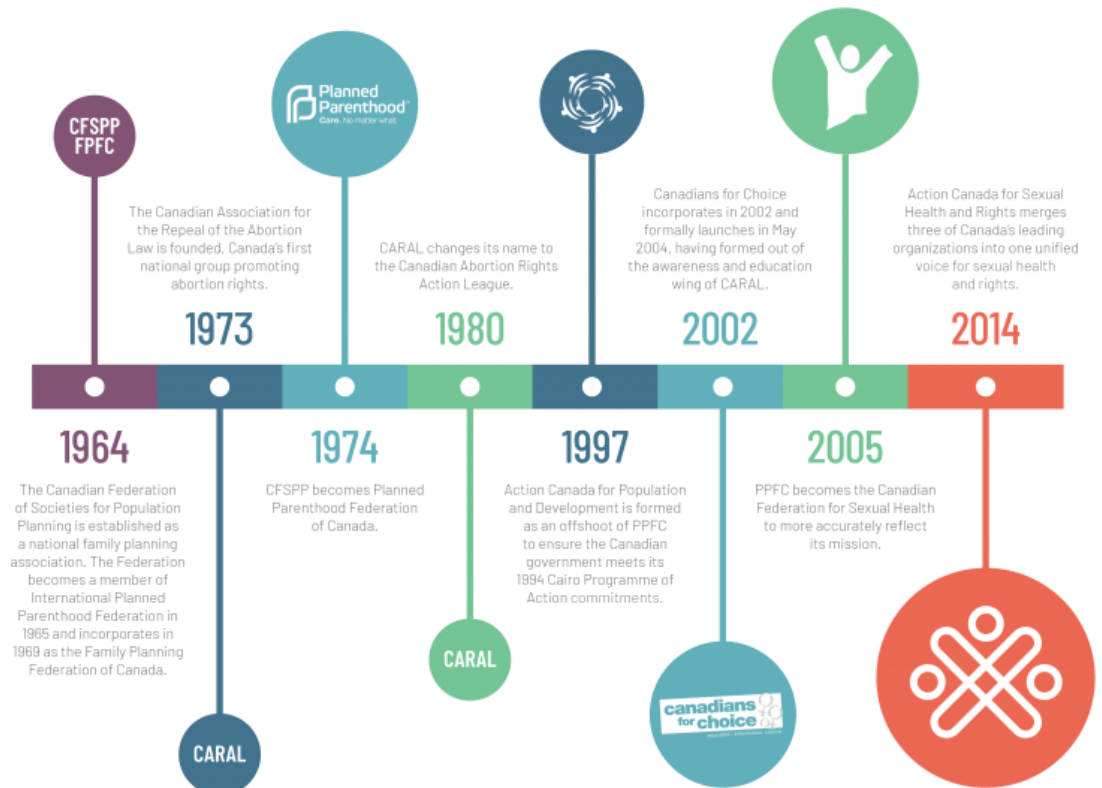 CFSPP
FPFC
1964
The Canadian Federation
of Societies for Population
Planning is established as
a national family planning
association. The Federation
becomes a member of
International Planned
Parenthood Federation in
1965 and incorporates in
1969 as the Family Planning
Federation of Canada.
The Canadian Association for
the Repeal of the Abortion
Law is founded, Canada's first
national group promoting
abortion rights.
1973
CARAL
Planned
Parenthood™
Care. No matter what.
1974
CFSPP becomes Planned
Parenthood Federation
of Canada.
CARAL changes its name to
the Canadian Abortion Rights
Action League.
1980
CARAL
1997
Action Canada for Population
and Development is formed
as an offshoot of PPFC
to ensure the Canadian
government meets its
1994 Cairo Programme of
Action commitments.
Canadians for Choice
incorporates in 2002 and
formally launches in May
2004, having formed out of
the awareness and education
wing of CARAL.
2002
canadians
for choice
2005
PPFC becomes the Canadian
Federation for Sexual Health
to more accurately reflect
its mission.
Action Canada for Sexual
Health and Rights merges
three of Canada's leading
organizations into one unified
voice for sexual health
and rights.
2014